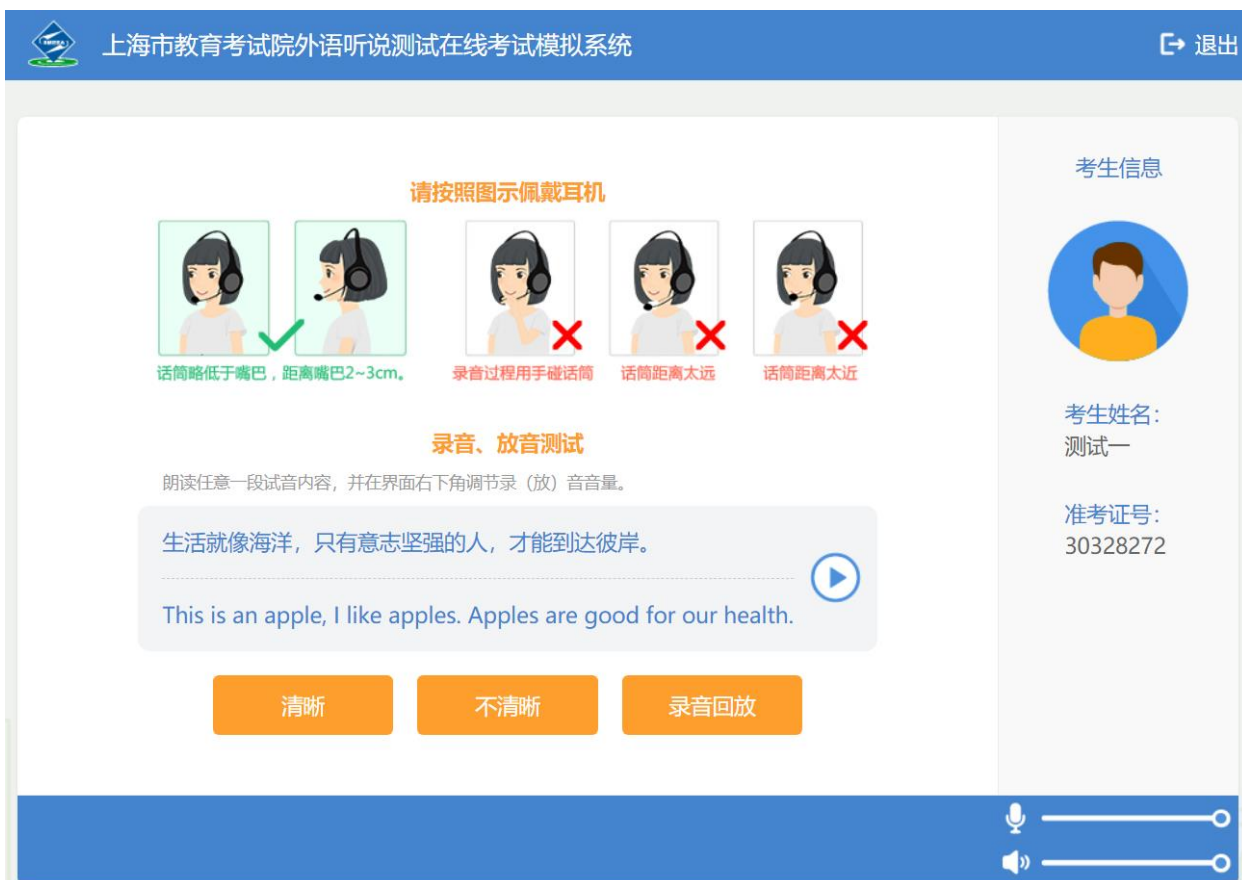 上海市教育考试院外语听说测试在线考试模拟系统
退出
请按照图示佩戴耳机
话筒略低于嘴巴，距离嘴巴2~3cm。
录音过程用手碰话筒
话筒距离太远
话筒距离太近
录音、放音测试
朗读任意一段试音内容，并在界面右下角调节录（放）音音量。
生活就像海洋，只有意志坚强的人，才能到达彼岸。
This is an apple, I like apples. Apples are good for our health.
清晰
不清晰
录音回放
考生信息
考生姓名：
测试一
准考证号：
30328272